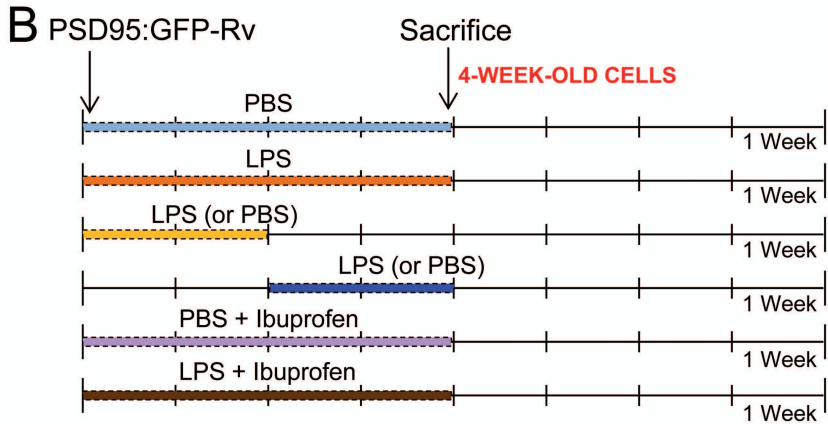 B PSD95:GFP-Rv Sacrifice
4-WEEK-OLD CELLS
PBS
1 Week
LPS
1 Week
LPS (or PBS)
1 Week
LPS (or PBS)
1 Week
PBS + Ibuprofen
1 Week
LPS + Ibuprofen
1 Week